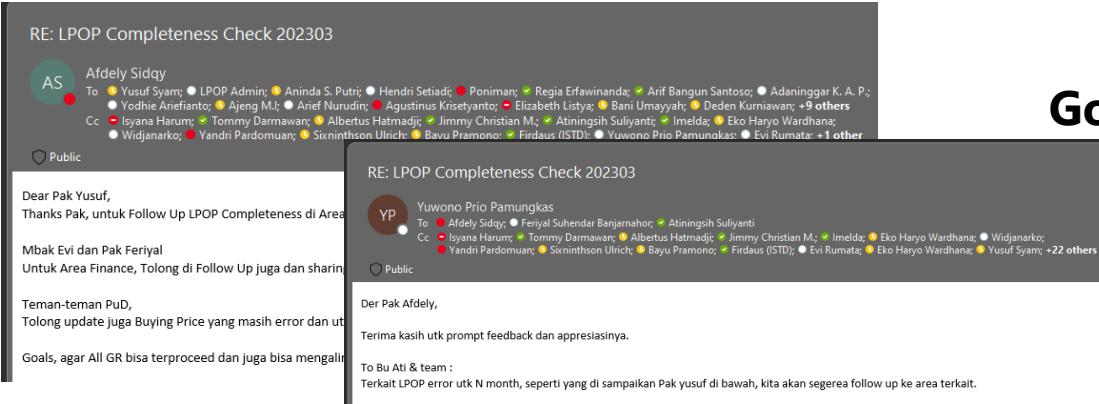 RE: LPOP Completeness Check 202303
AS
Afdely Sidqy
To Yusuf Syam; LPOP Admin; Aninda S. Putri; Hendri Setiadi; Poniman; Regia Erfawinanda; Arif Bangun Santoso; Adaninggar K. A. P.;
Yodhie Ariefianto; Ajeng M.I; Arief Nurudin; Agustinus Krisetyanto; Elizabeth Listya; Bani Umayyah; Deden Kurniawan; +9 others
Cc Isyana Harum; Tommy Darmawan; Albertus Hatmadji; Jimmy Christian M.; Atiningsih Suliyanti; Imelda; Eko Haryo Wardhana;
Widjanarko; Yandri Pardomuan; Sixninthson Ulrich; Bayu Pramono; Firdaus (ISTD); Yuwono Prio Pamungkas; Evi Rumata; +1 other
Public
Dear Pak Yusuf,
Thanks Pak, untuk Follow Up LPOP Completeness di Area
Mbak Evi dan Pak Feriyal
Untuk Area Finance, Tolong di Follow Up juga dan sharin
Teman-teman PuD,
Tolong update juga Buying Price yang masih error dan ut
Goals, agar All GR bisa terproceed dan juga bisa mengalir
Go
RE: LPOP Completeness Check 202303
YP
Yuwono Prio Pamungkas
To Afdely Sidqy; Feriyal Suhendar Banjarnahor; Atiningsih Suliyanti
Cc Isyana Harum; Tommy Darmawan; Albertus Hatmadji; Jimmy Christian M.; Imelda; Eko Haryo Wardhana; Widjanarko;
Yandri Pardomuan; Sixninthson Ulrich; Bayu Pramono; Firdaus (ISTD); Evi Rumata; Eko Haryo Wardhana; Yusuf Syam; +22 others
Public
Der Pak Afdely,
Terima kasih utk prompt feedback dan appresiasinya.
To Bu Ati & team :
Terkait LPOP error utk N month, seperti yang di sampaikan Pak yusuf di bawah, kita akan segerea follow up ke area terkait.